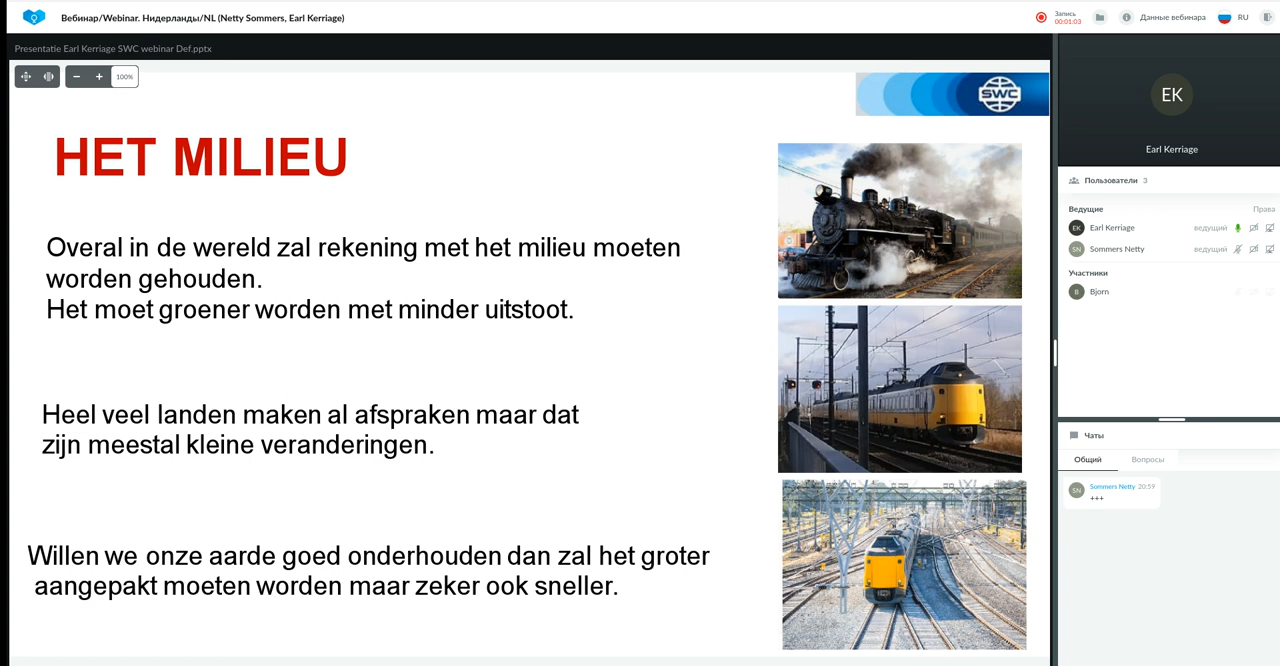 Вебинар/Webinar. Нидерланды/NL (Netty Sommers, Earl Kerriage)
Запись
00:01:03
Данные вебинара
RU
Presentatie Earl Kerriage SWC webinar Def.pptx
100%
SWC
HET MILIEU
Overal in de wereld zal rekening met het milieu moeten
worden gehouden.
Het moet groener worden met minder uitstoot.
Heel veel landen maken al afspraken maar dat
zijn meestal kleine veranderingen.
Willen we onze aarde goed onderhouden dan zal het groter
aangepakt moeten worden maar zeker ook sneller.
EK
Earl Kerriage
Пользователи 3
Ведущие Права
EK Earl Kerriage ведущий
SN Sommers Netty ведущий
Участники
B Bjorn
Чаты
Общий Вопросы
SN Sommers Netty 20:59
+++